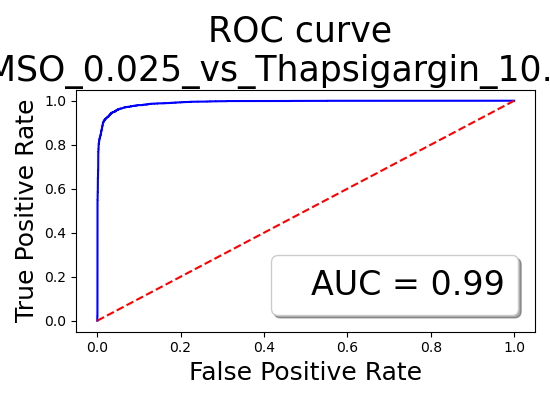 ROC curve
MSO_0.025_vs_Thapsigargin_10.
True Positive Rate
1.0
0.8
0.6
0.4
0.2
0.0
AUC = 0.99
0.0 0.2 0.4 0.6 0.8 1.0
False Positive Rate